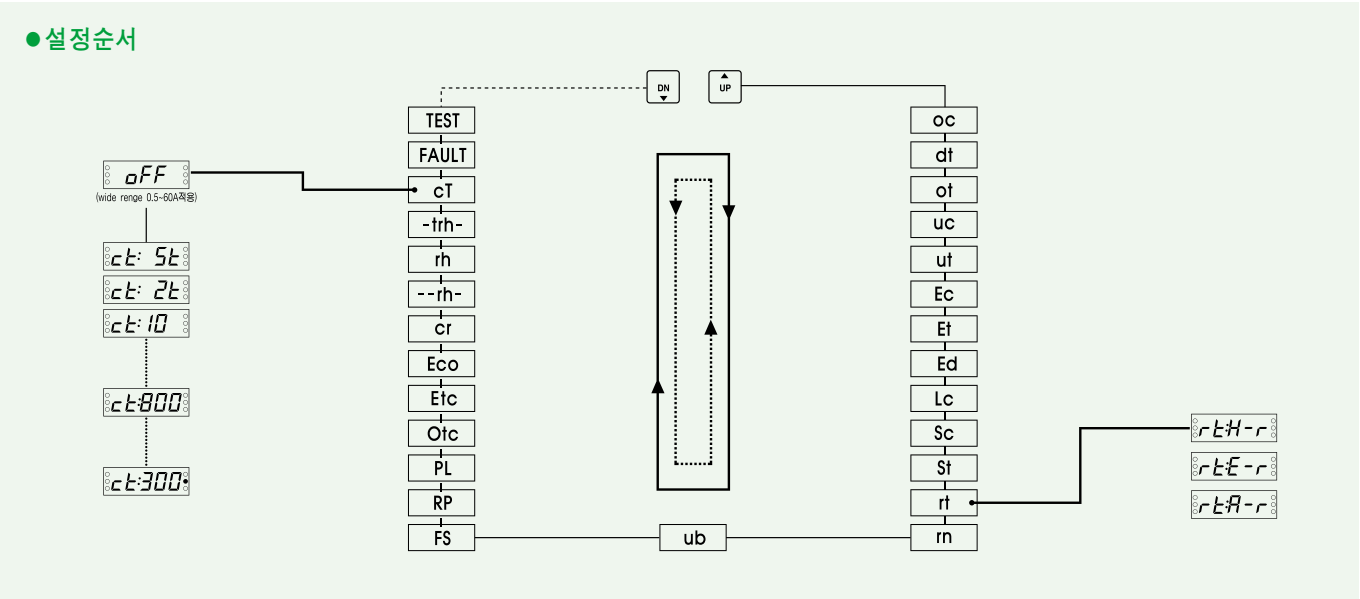 ●설정순서
DN
UP
TEST
FAULT
cT
-trh-
rh
--rh-
cr
Eco
Etc
Otc
PL
RP
FS
oFF
(wide renge 0.5~60A적용)
ct: 5t
ct: 2t
ct:10
ct:800
ct:300
ub
oc
dt
ot
uc
ut
Ec
Et
Ed
Lc
Sc
St
rt
rn
rt:H-r
rt:E-r
rt:A-r